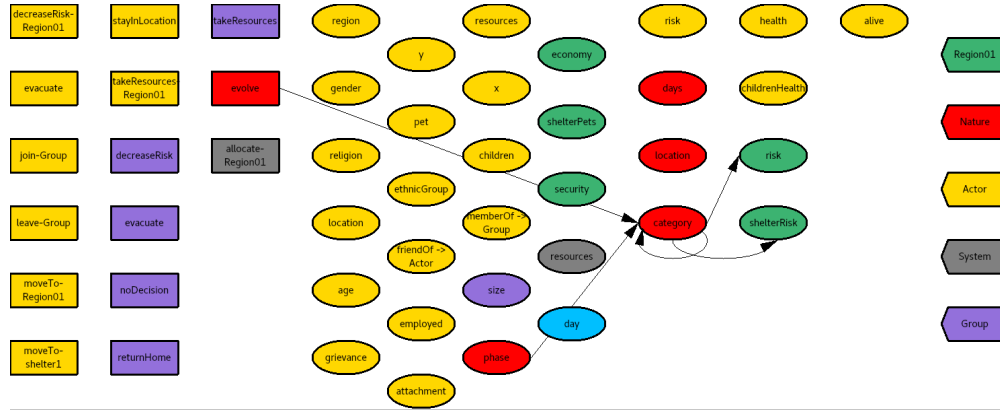 decreaseRisk-
Region01
stayInLocation
takeResources
region
resources
risk
health
alive
y
economy
Region01
evacuate
takeResources-
Region01
evolve
gender
x
days
childrenHealth
pet
shelterPets
Nature
join-Group
decreaseRisk
allocate-
Region01
religion
children
location
risk
ethnicGroup
security
Actor
leave-Group
evacuate
location
memberOf ->
Group
category
shelterRisk
friendOf ->
Actor
resources
System
moveTo-
Region01
noDecision
age
size
employed
day
Group
moveTo-
shelter1
returnHome
grievance
phase
attachment